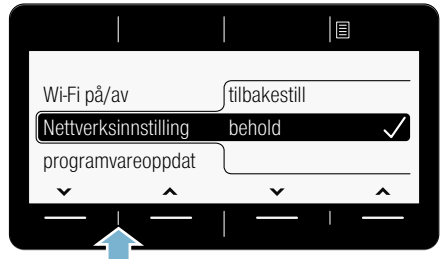 Wi-Fi på/av
tilbakestill
Nettverksinnstilling behold
programvareoppdat